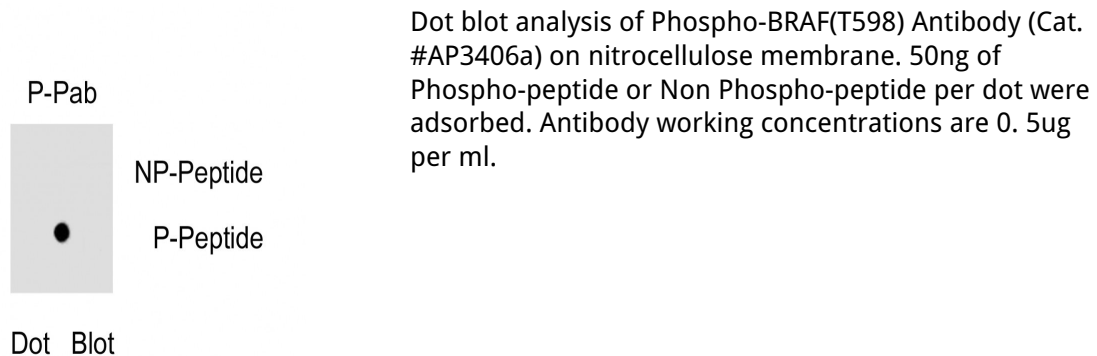 P-Pab
NP-Peptide
P-Peptide
Dot Blot
Dot blot analysis of Phospho-BRAF(T598) Antibody (Cat.
#AP3406a) on nitrocellulose membrane. 50ng of
Phospho-peptide or Non Phospho-peptide per dot were
adsorbed. Antibody working concentrations are 0. 5ug
per ml.